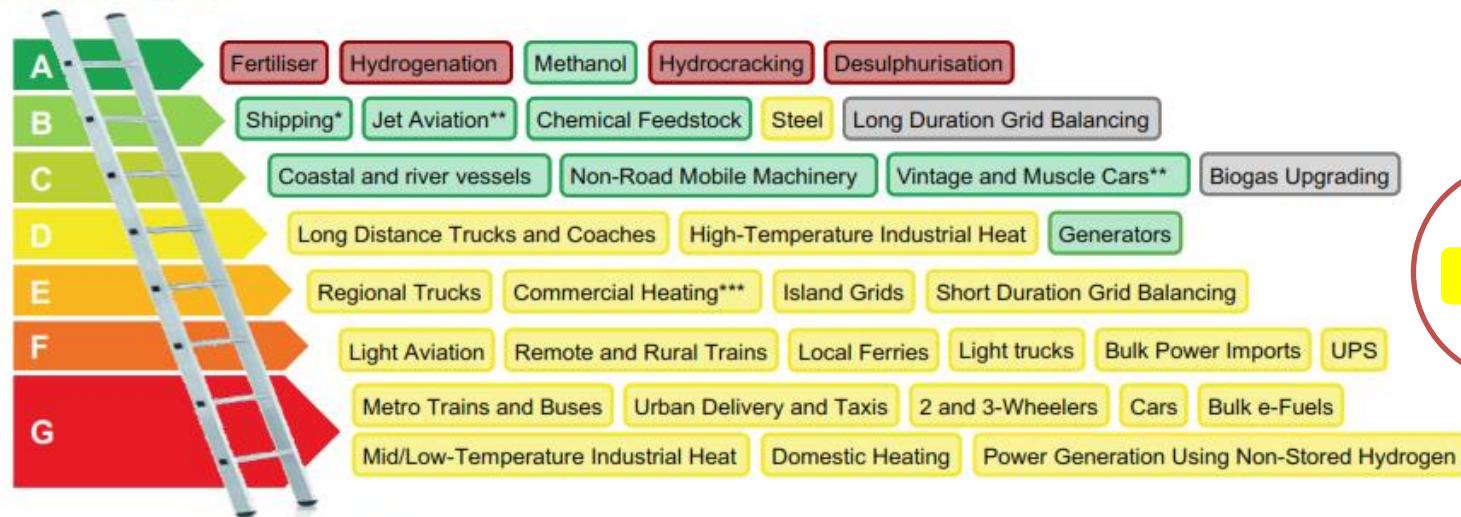 A Fertiliser Hydrogenation Methanol Hydrocracking Desulphurisation
B Shipping* Jet Aviation** Chemical Feedstock Steel Long Duration Grid Balancing
C Coastal and river vessels Non-Road Mobile Machinery Vintage and Muscle Cars** Biogas Upgrading
D Long Distance Trucks and Coaches High-Temperature Industrial Heat Generators
E Regional Trucks Commercial Heating*** Island Grids Short Duration Grid Balancing
F Light Aviation Remote and Rural Trains Local Ferries Light trucks Bulk Power Imports UPS
G Metro Trains and Buses Urban Delivery and Taxis 2 and 3-Wheelers Cars Bulk e-Fuels
Mid/Low-Temperature Industrial Heat Domestic Heating Power Generation Using Non-Stored Hydrogen